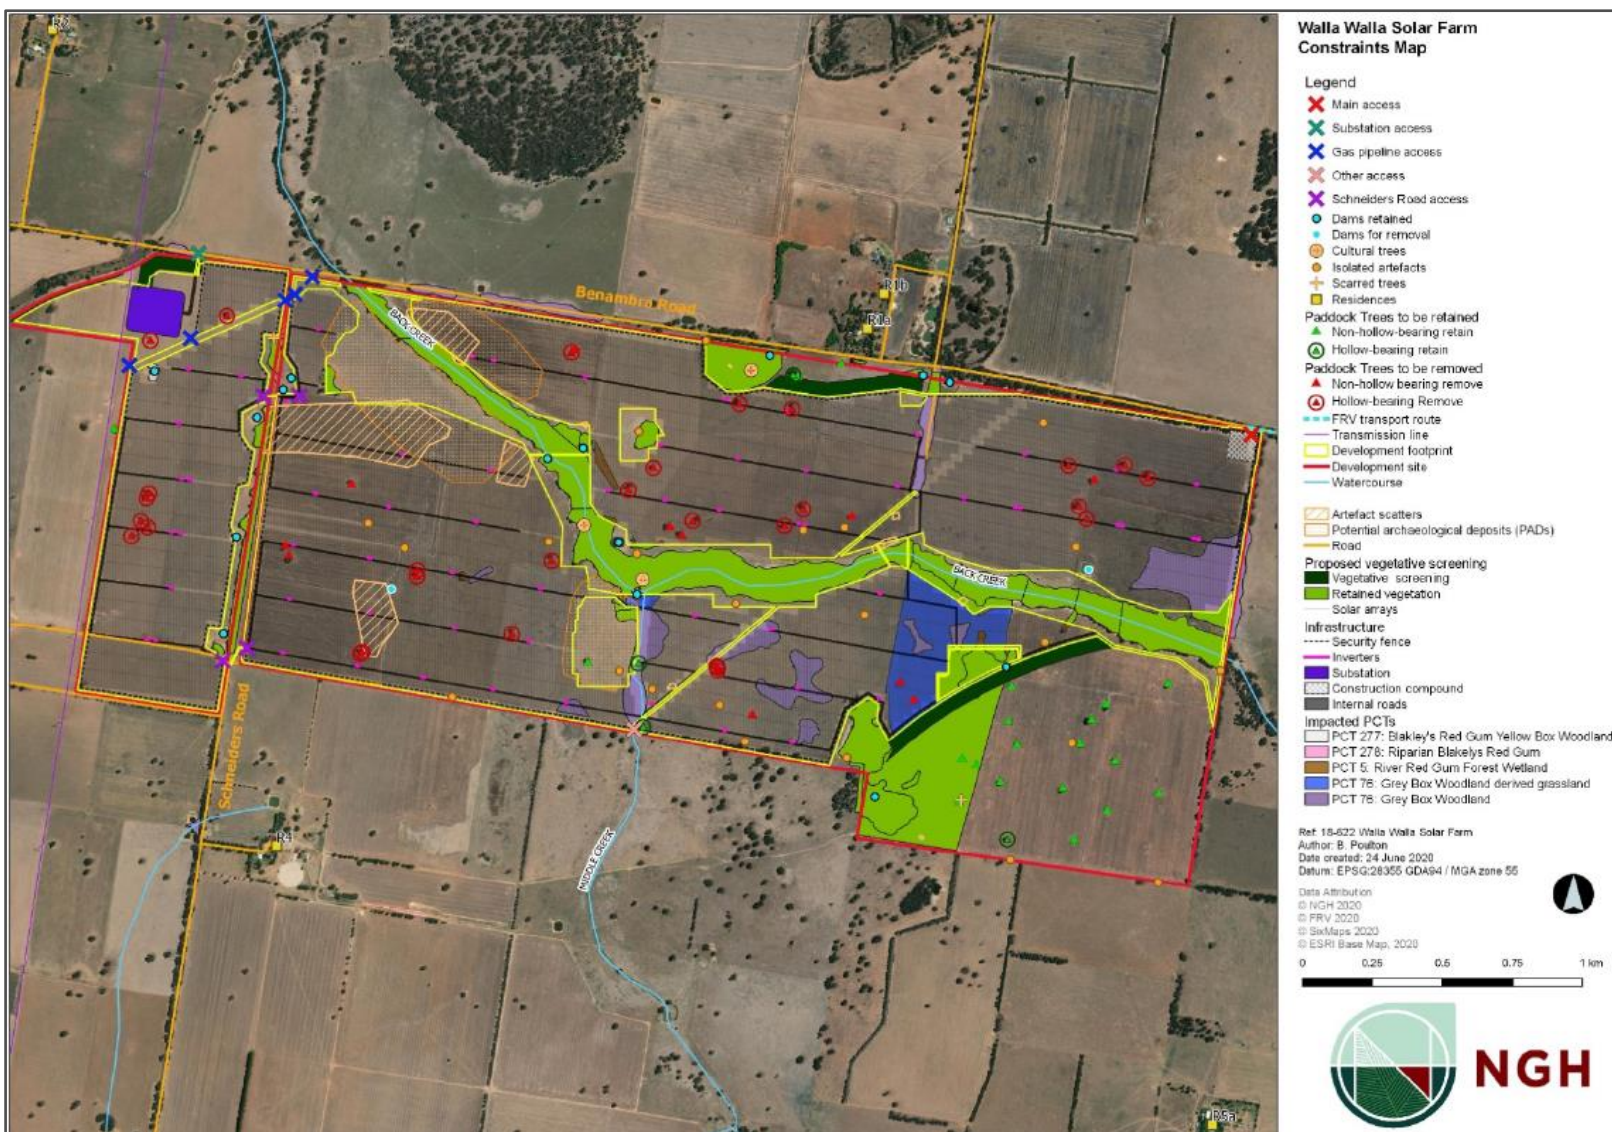 R2
Benambra Road
R1b
R1a
BACK CREEK
BACK CREEK
Schneiders Road
R4
MIDDLE CREEK
R5a
Walla Walla Solar Farm
Constraints Map
Legend
Main access
Substation access
Gas pipeline access
Other access
Schneiders Road access
Dams retained
Dams for removal
Cultural trees
Isolated artefacts
Scarred trees
Residences
Paddock Trees to be retained
Non-hollow-bearing retain
Hollow-bearing retain
Paddock Trees to be removed
Non-hollow bearing remove
Hollow-bearing Remove
FRV transport route
Transmission line
Development footprint
Development site
Watercourse
Artefact scatters
Potential archaeological deposits (PADs)
Road
Proposed vegetative screening
Vegetative screening
Retained vegetation
Solar arrays
Infrastructure
Security fence
Inverters
Substation
Construction compound
Internal roads
Impacted PCTs
PCT 277: Blakley's Red Gum Yellow Box Woodland
PCT 278: Riparian Blakelys Red Gum
PCT 5: River Red Gum Forest Wetland
PCT 76: Grey Box Woodland derived grassland
PCT 76: Grey Box Woodland
Ref: 18-622 Walla Walla Solar Farm
Author: B. Poulton
Date created: 24 June 2020
Datum: EPSG:28355 GDA94 / MGA zone 55
Data Attribution
© NGH 2020
© FRV 2020
© SixMaps 2020
© ESRI Base Map, 2020
0 0.25 0.5 0.75 1 km
NGH